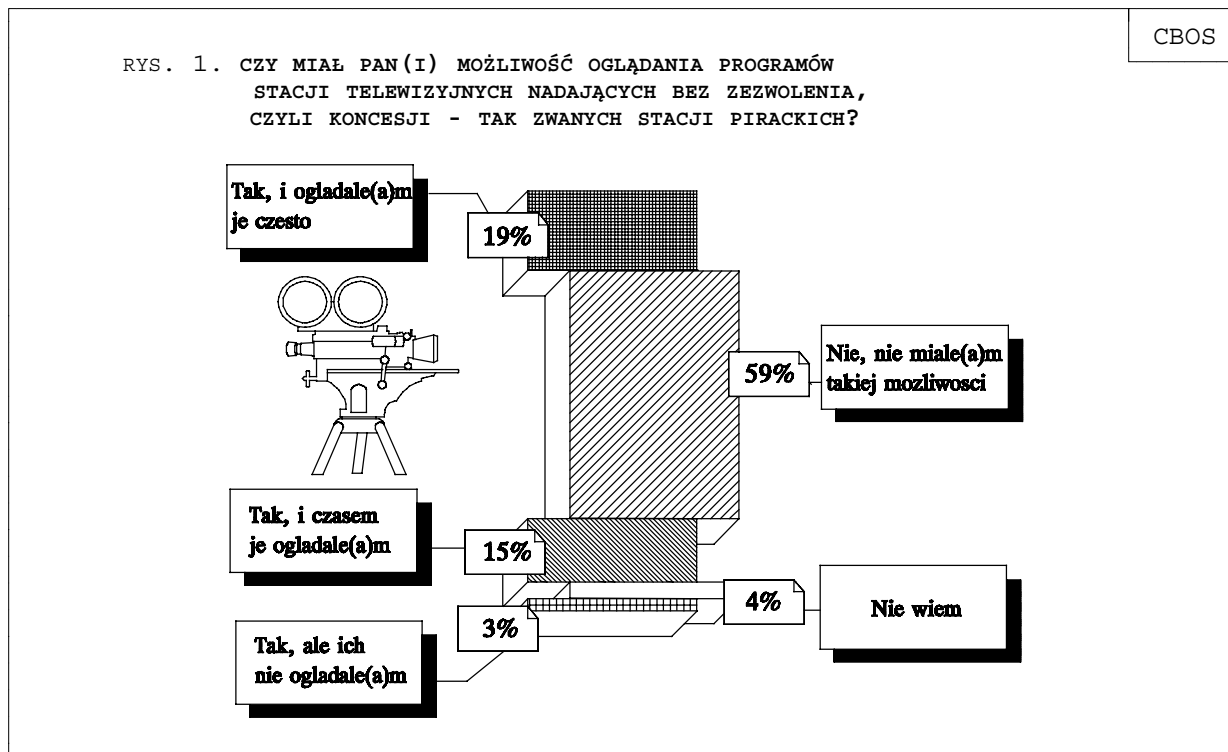 CBOS
RYS. 1. CZY MIAŁ PAN(I) MOŻLIWOŚĆ OGLĄDANIA PROGRAMÓW
STACJI TELEWIZYJNYCH NADAJĄCYCH BEZ ZEZWOLENIA,
CZYLI KONCESJI - TAK ZWANYCH STACJI PIRACKICH?
Tak, i ogladale(a)m
je czesto
19%
59%
Nie, nie miale(a)m
takiej mozliwosci
Tak, i czasem
je ogladale(a)m
15%
4%
Nie wiem
3%
Tak, ale ich
nie ogladale(a)m